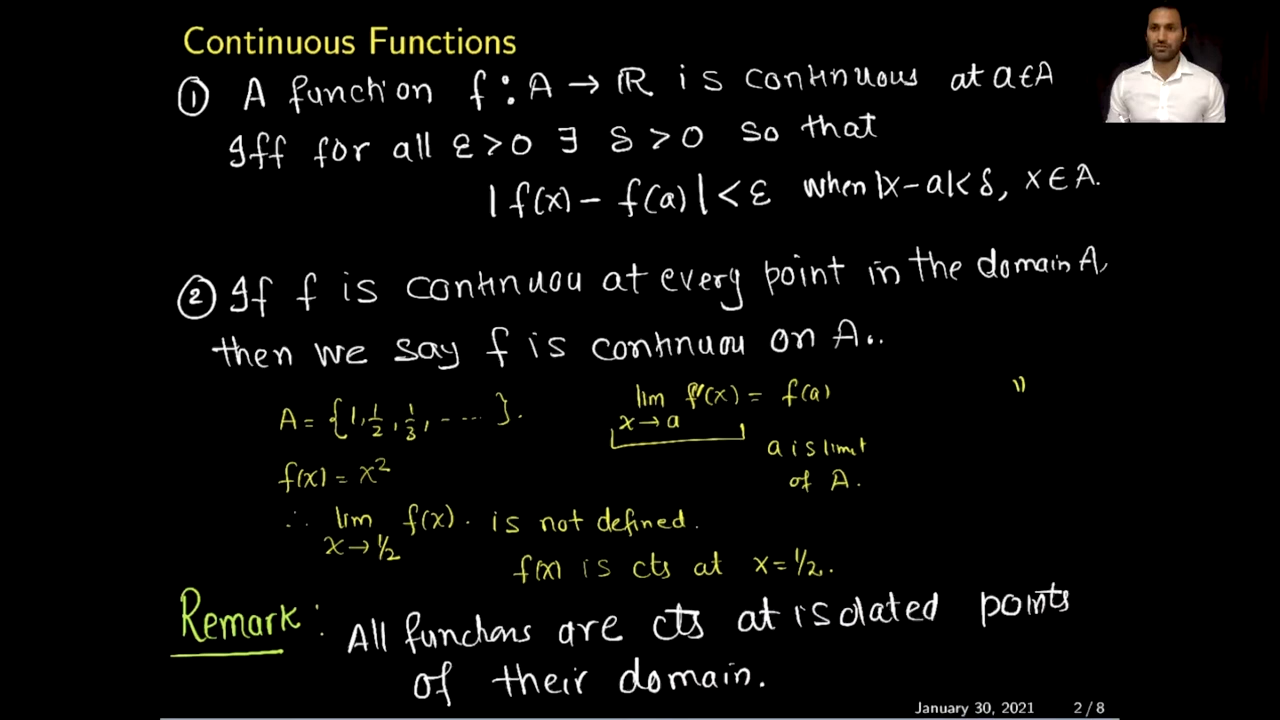 Continuous Functions
① A function f : A → ℝ is continuous at a ∈ A
Iff for all ε > 0 ∃ δ > 0 so that
|f(x) - f(a)| < ε when |x - a| < δ, x ∈ A.
② If f is continuou at every point in the domain A,
then we say f is continuou on A..
A = {1, 1/2, 1/3, - ---- }.
lim f(x) = f(a)
x → a
a is limit
of A.
f(x) = x²
∴ lim f(x). is not defined.
x → 1/2
f(x) is cts at x = 1/2.
Remark : All functions are cts at isolated points
of their domain.
January 30, 2021 2 / 8